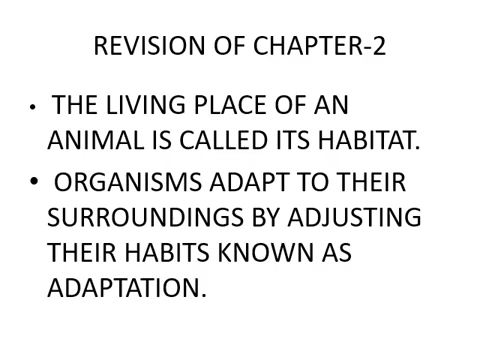 REVISION OF CHAPTER-2
• THE LIVING PLACE OF AN
ANIMAL IS CALLED ITS HABITAT.
• ORGANISMS ADAPT TO THEIR
SURROUNDINGS BY ADJUSTING
THEIR HABITS KNOWN AS
ADAPTATION.